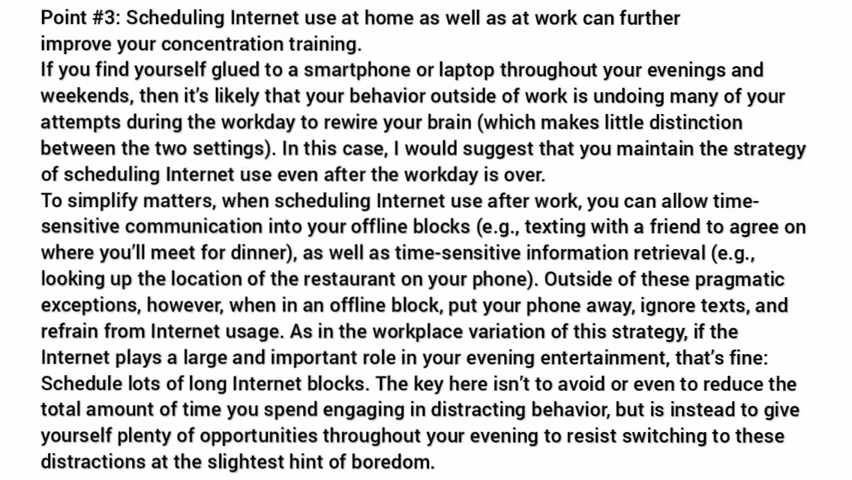 Point #3: Scheduling Internet use at home as well as at work can further
improve your concentration training.
If you find yourself glued to a smartphone or laptop throughout your evenings and
weekends, then it’s likely that your behavior outside of work is undoing many of your
attempts during the workday to rewire your brain (which makes little distinction
between the two settings). In this case, I would suggest that you maintain the strategy
of scheduling Internet use even after the workday is over.
To simplify matters, when scheduling Internet use after work, you can allow time-
sensitive communication into your offline blocks (e.g., texting with a friend to agree on
where you’ll meet for dinner), as well as time-sensitive information retrieval (e.g.,
looking up the location of the restaurant on your phone). Outside of these pragmatic
exceptions, however, when in an offline block, put your phone away, ignore texts, and
refrain from Internet usage. As in the workplace variation of this strategy, if the
Internet plays a large and important role in your evening entertainment, that’s fine:
Schedule lots of long Internet blocks. The key here isn’t to avoid or even to reduce the
total amount of time you spend engaging in distracting behavior, but is instead to give
yourself plenty of opportunities throughout your evening to resist switching to these
distractions at the slightest hint of boredom.